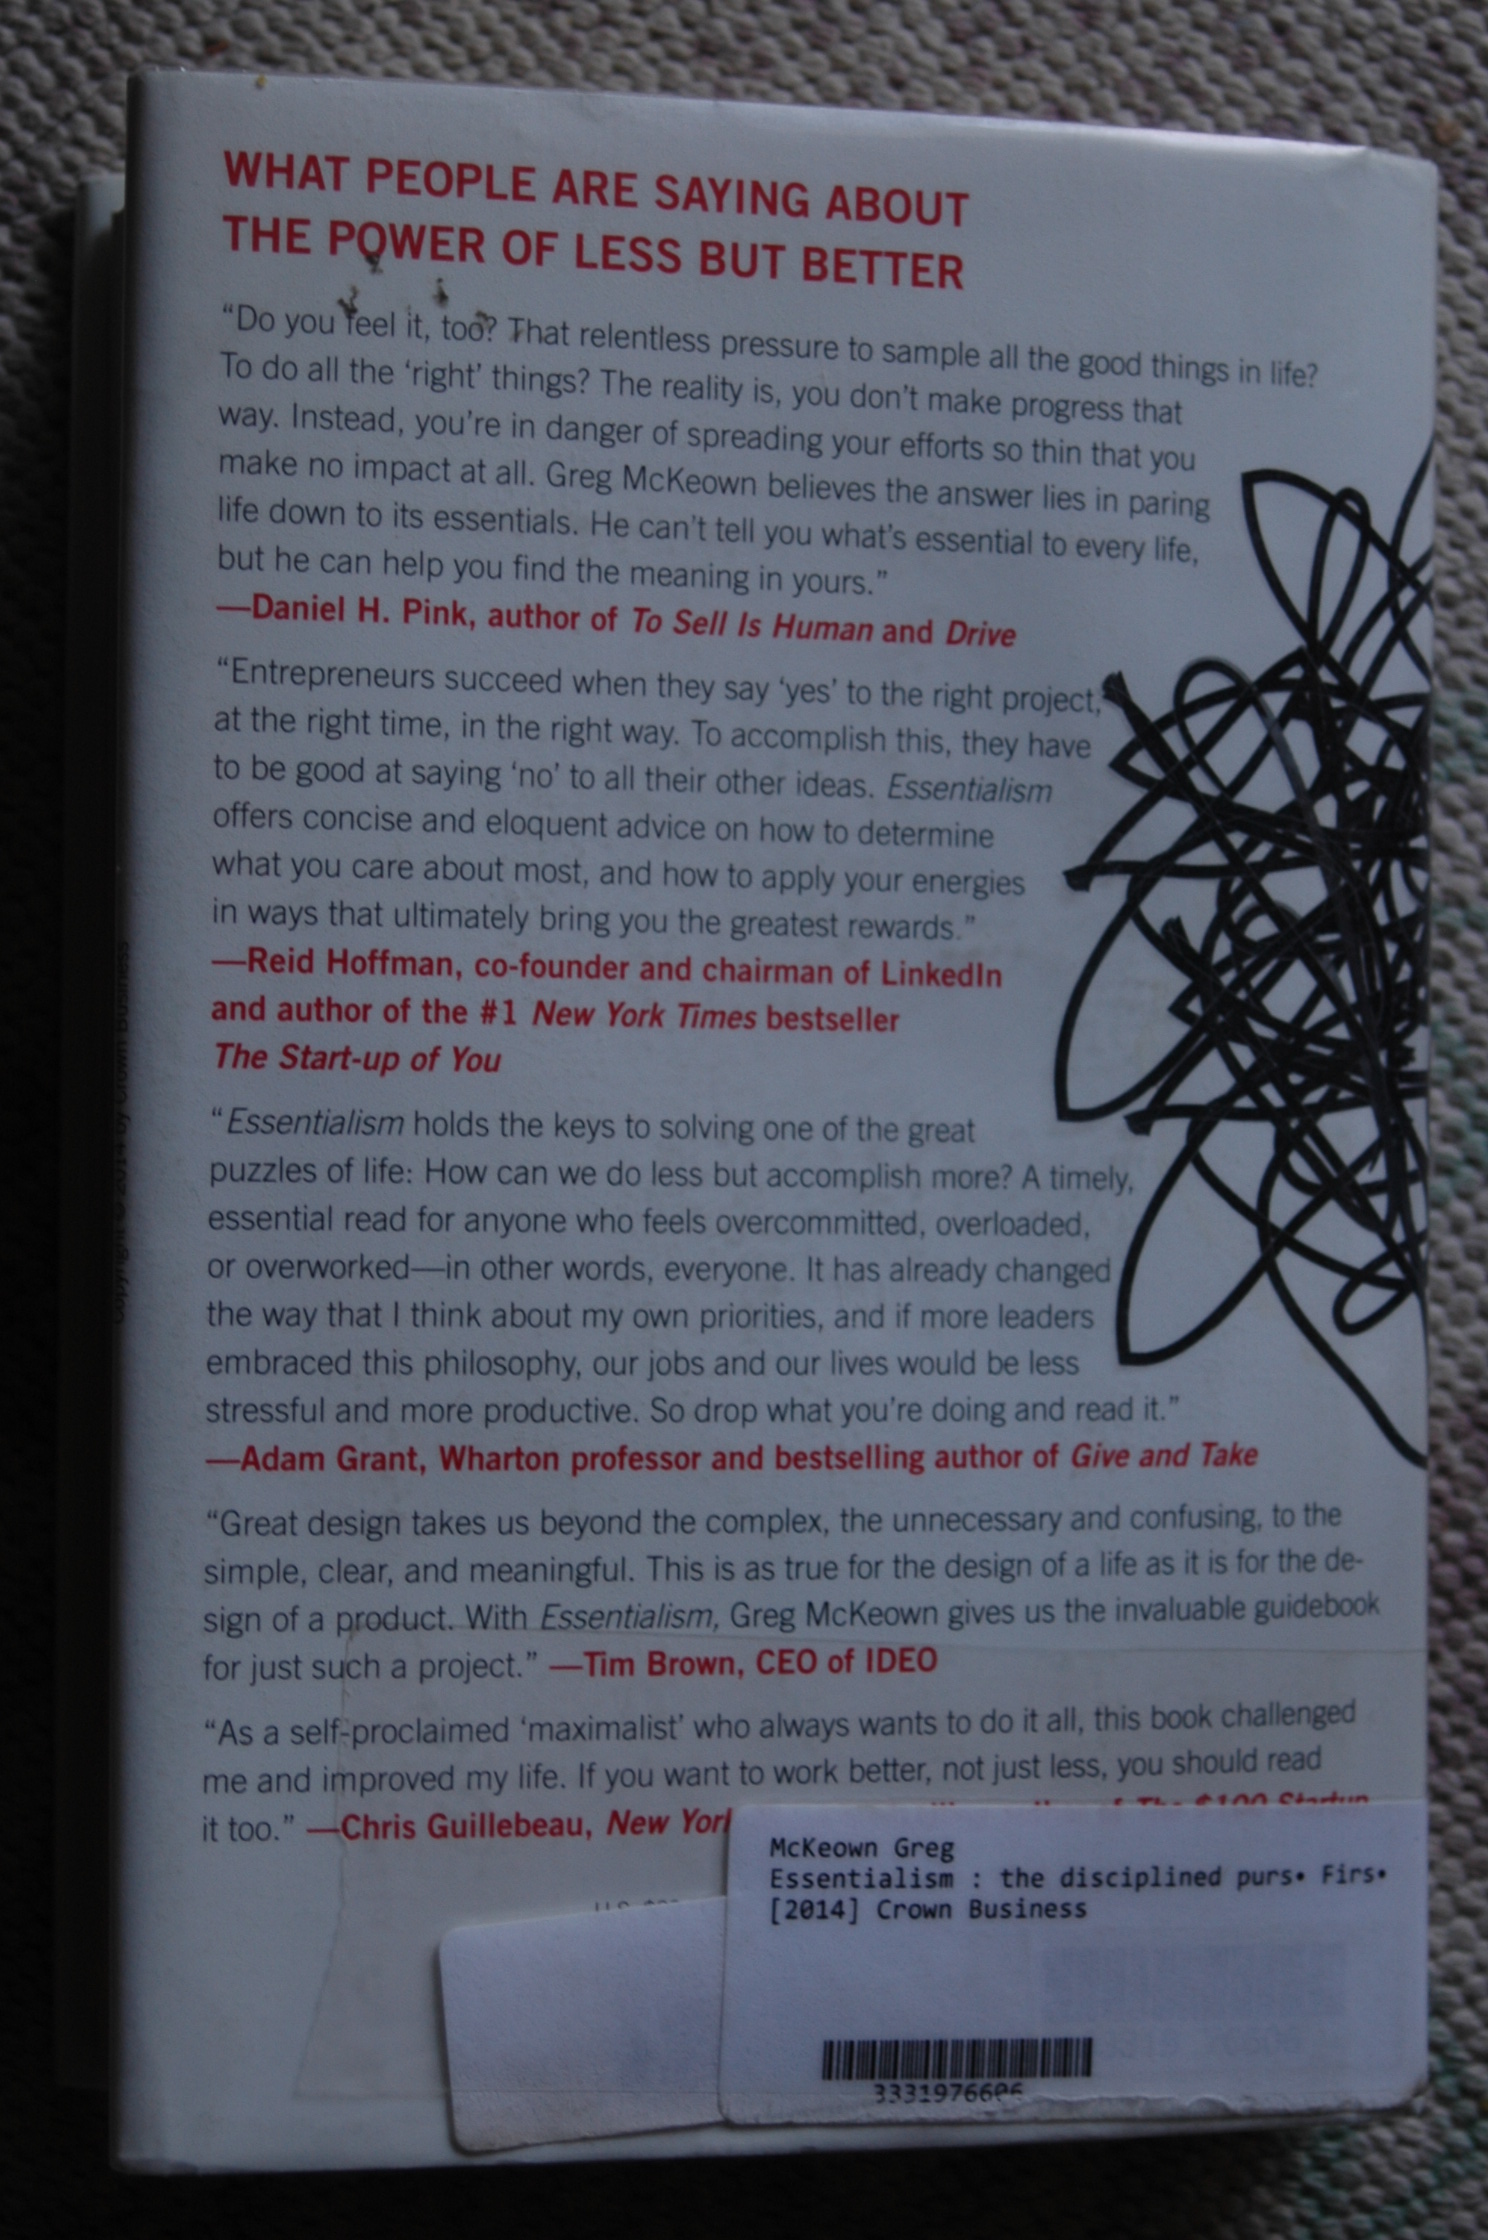 WHAT PEOPLE ARE SAYING ABOUT
THE POWER OF LESS BUT BETTER
“Do you feel it, too? That relentless pressure to sample all the good things in life?
To do all the ‘right’ things? The reality is, you don’t make progress that
way. Instead, you’re in danger of spreading your efforts so thin that you
make no impact at all. Greg McKeown believes the answer lies in paring
life down to its essentials. He can’t tell you what’s essential to every life,
but he can help you find the meaning in yours.”
—Daniel H. Pink, author of To Sell Is Human and Drive
“Entrepreneurs succeed when they say ‘yes’ to the right project,
at the right time, in the right way. To accomplish this, they have
to be good at saying ‘no’ to all their other ideas. Essentialism
offers concise and eloquent advice on how to determine
what you care about most, and how to apply your energies
in ways that ultimately bring you the greatest rewards.”
—Reid Hoffman, co-founder and chairman of LinkedIn
and author of the #1 New York Times bestseller
The Start-up of You
“Essentialism holds the keys to solving one of the great
puzzles of life: How can we do less but accomplish more? A timely,
essential read for anyone who feels overcommitted, overloaded,
or overworked—in other words, everyone. It has already changed
the way that I think about my own priorities, and if more leaders
embraced this philosophy, our jobs and our lives would be less
stressful and more productive. So drop what you’re doing and read it.”
—Adam Grant, Wharton professor and bestselling author of Give and Take
“Great design takes us beyond the complex, the unnecessary and confusing, to the
simple, clear, and meaningful. This is as true for the design of a life as it is for the de-
sign of a product. With Essentialism, Greg McKeown gives us the invaluable guidebook
for just such a project.” —Tim Brown, CEO of IDEO
“As a self-proclaimed ‘maximalist’ who always wants to do it all, this book challenged
me and improved my life. If you want to work better, not just less, you should read
it too.” —Chris Guillebeau, New York The $100 Startup
McKeown Greg
Essentialism : the disciplined purs• Firs•
[2014] Crown Business
3331976606
Copyright © 2014 by Crown Business